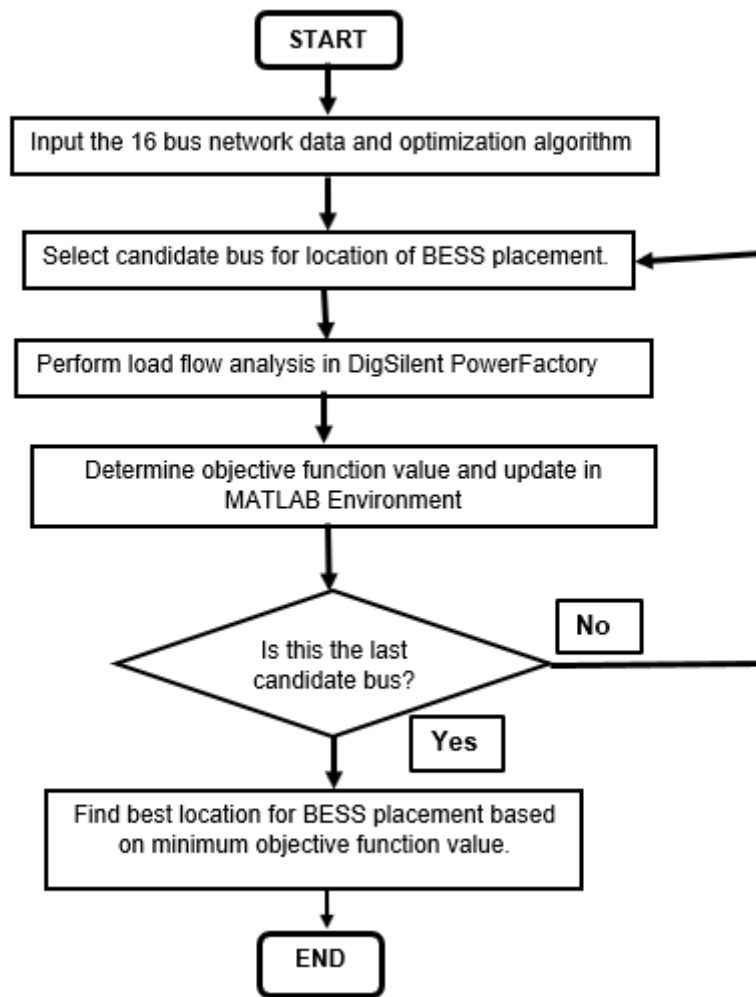 START
Input the 16 bus network data and optimization algorithm
Select candidate bus for location of BESS placement.
Perform load flow analysis in DigSilent PowerFactory
Determine objective function value and update in
MATLAB Environment
Is this the last
candidate bus?
No
Yes
Find best location for BESS placement based
on minimum objective function value.
END